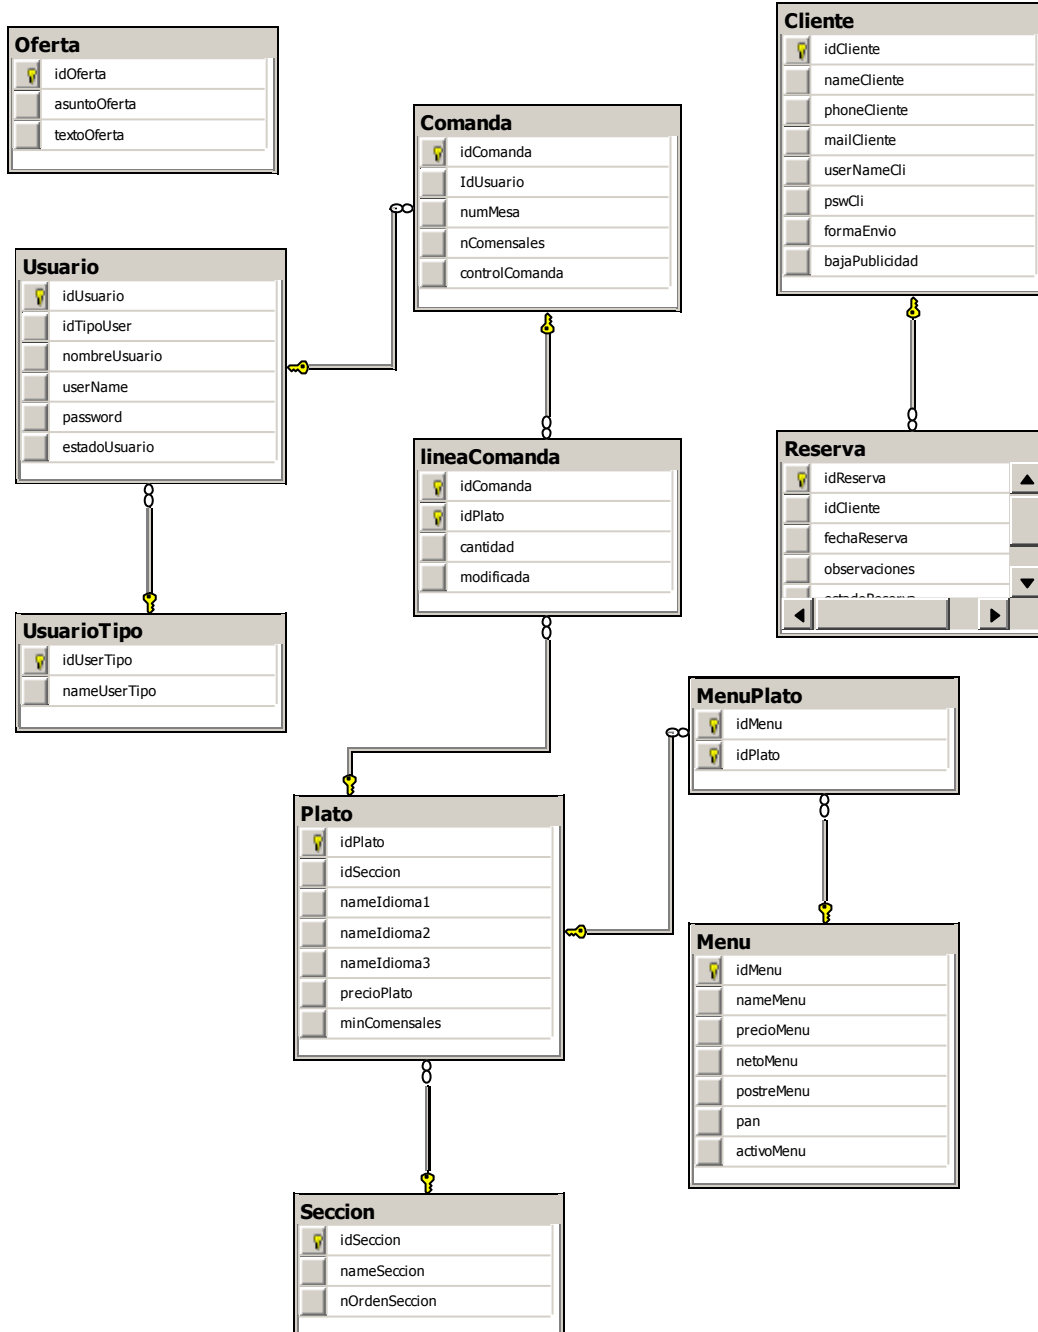 Oferta
idOferta
asuntoOferta
textoOferta
Comanda
idComanda
IdUsuario
numMesa
nComensales
controlComanda
Cliente
idCliente
nameCliente
phoneCliente
mailCliente
userNameCli
pswCli
formaEnvio
bajaPublicidad
Usuario
idUsuario
idTipoUser
nombreUsuario
userName
password
estadoUsuario
lineaComanda
idComanda
idPlato
cantidad
modificada
Reserva
idReserva
idCliente
fechaReserva
observaciones
estadoReserva
UsuarioTipo
idUserTipo
nameUserTipo
MenuPlato
idMenu
idPlato
Plato
idPlato
idSeccion
nameIdioma1
nameIdioma2
nameIdioma3
precioPlato
minComensales
Menu
idMenu
nameMenu
precioMenu
netoMenu
postreMenu
pan
activoMenu
Seccion
idSeccion
nameSeccion
nOrdenSeccion